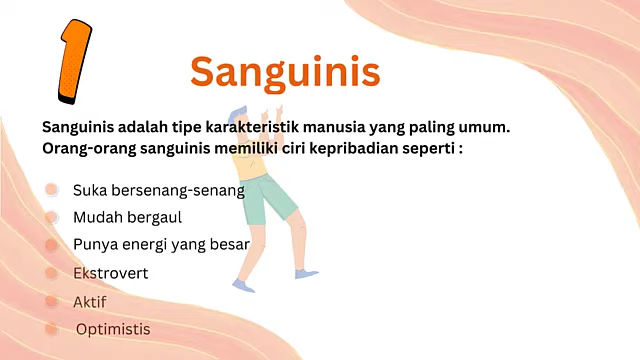 1
Sanguinis
Sanguinis adalah tipe karakteristik manusia yang paling umum.
Orang-orang sanguinis memiliki ciri kepribadian seperti :
Suka bersenang-senang
Mudah bergaul
Punya energi yang besar
Ekstrovert
Aktif
Optimistis